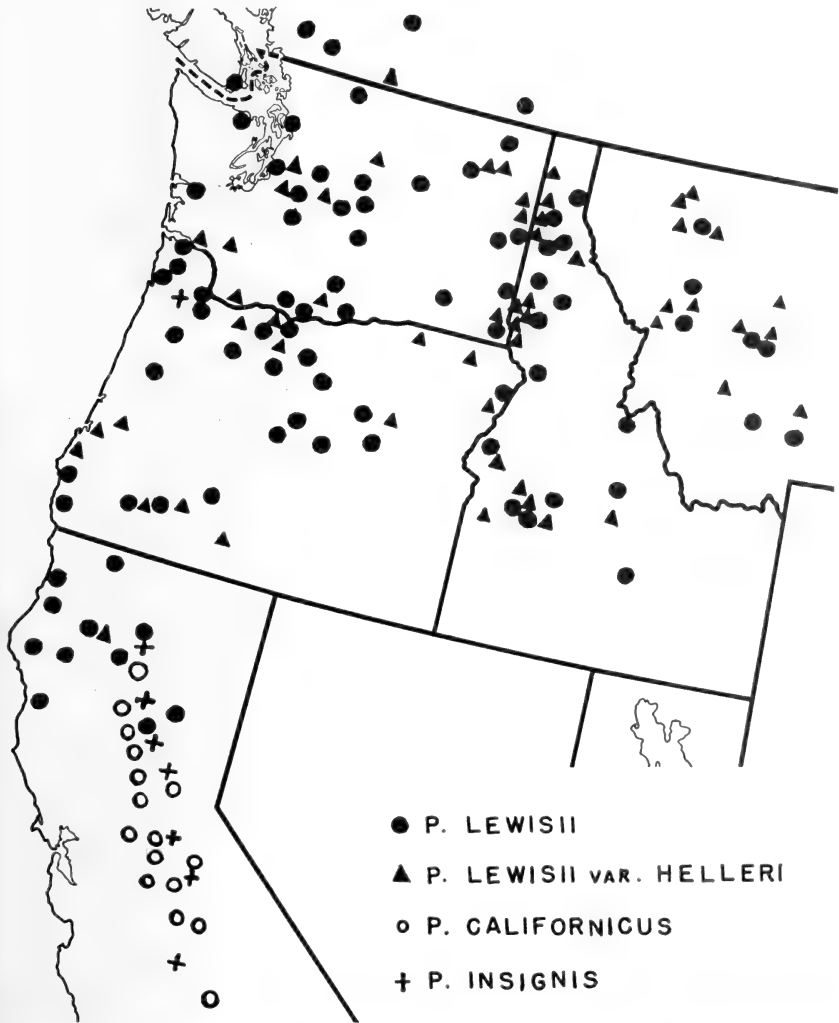 P. LEWISII
P. LEWISII VAR. HELLERI
P. CALIFORNICUS
P. INSIGNIS